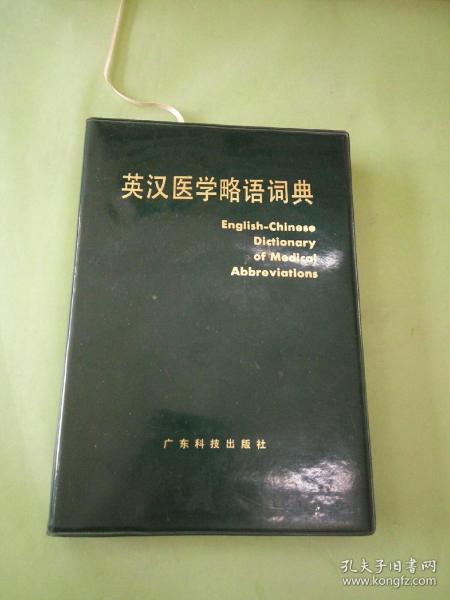 英汉医学略语词典
English-Chinese
Dictionary
of Medical
Abbreviations
广东科技出版社
孔夫子旧书网
www.kongfz.com